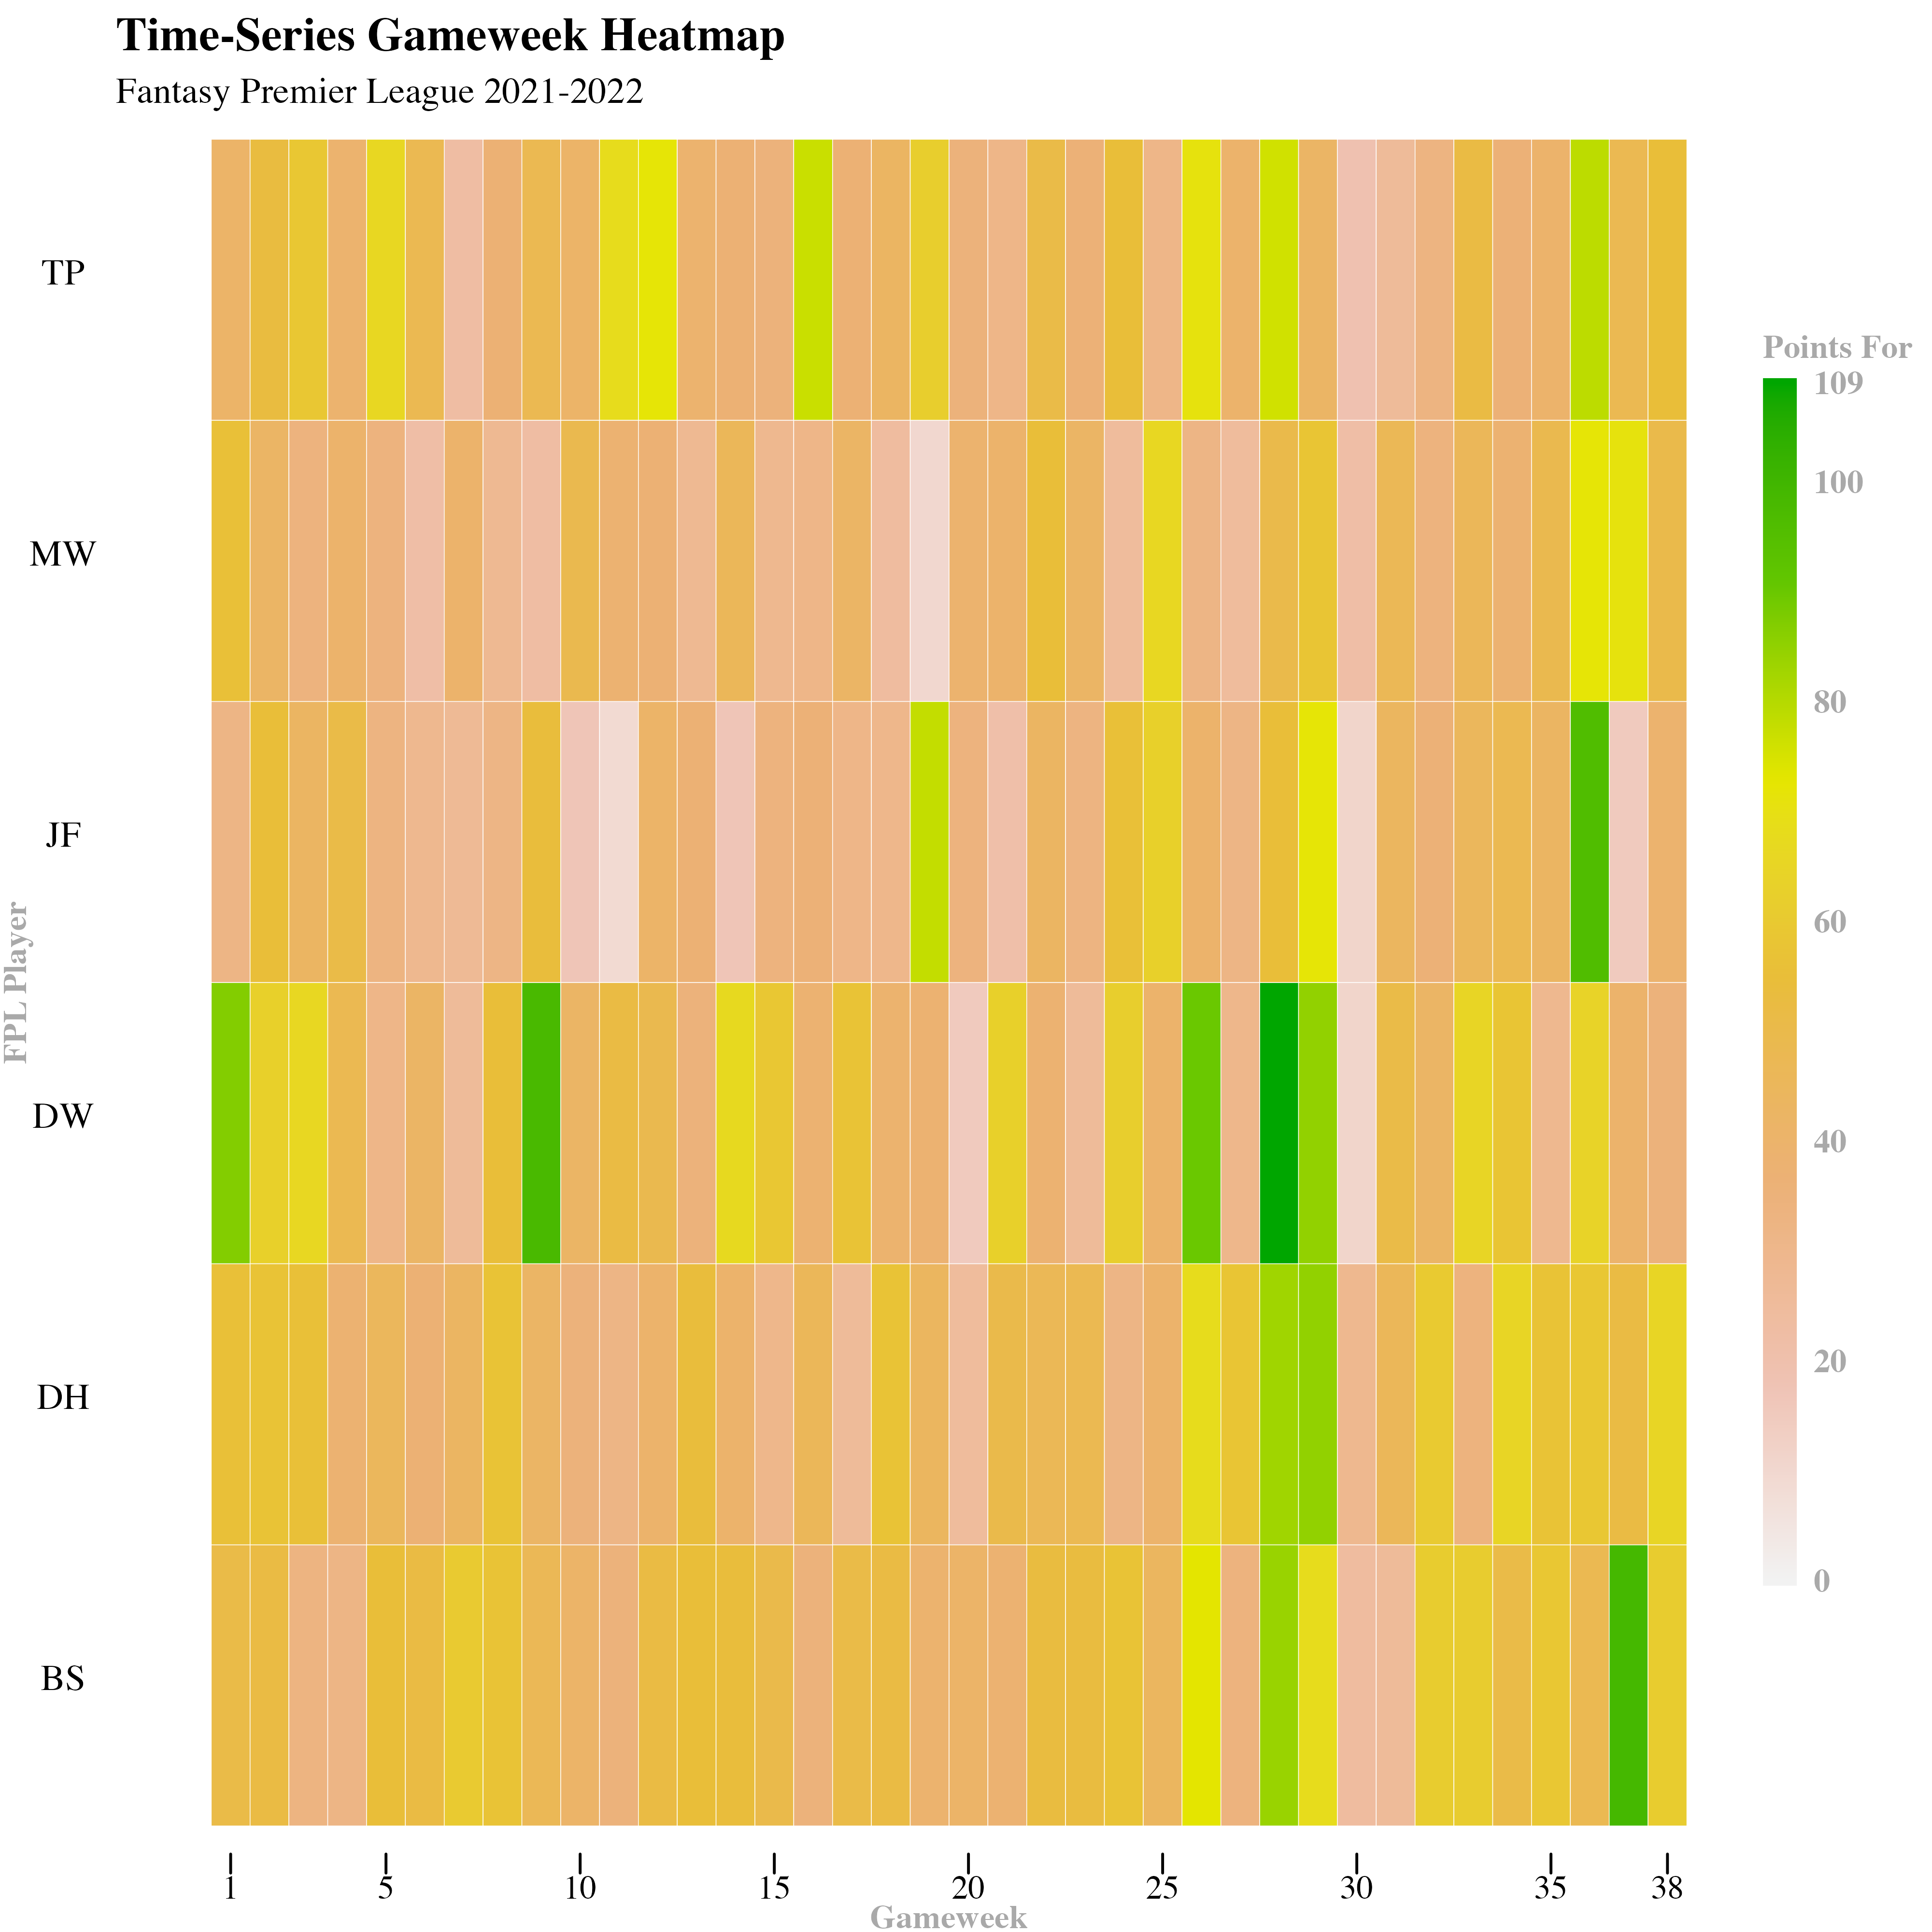 Time-Series Gameweek Heatmap
Fantasy Premier League 2021-2022
FPL Player
TP
MW
JF
DW
DH
BS
1 5 10 15 20 25 30 35 38
Gameweek
Points For
109
100
80
60
40
20
0